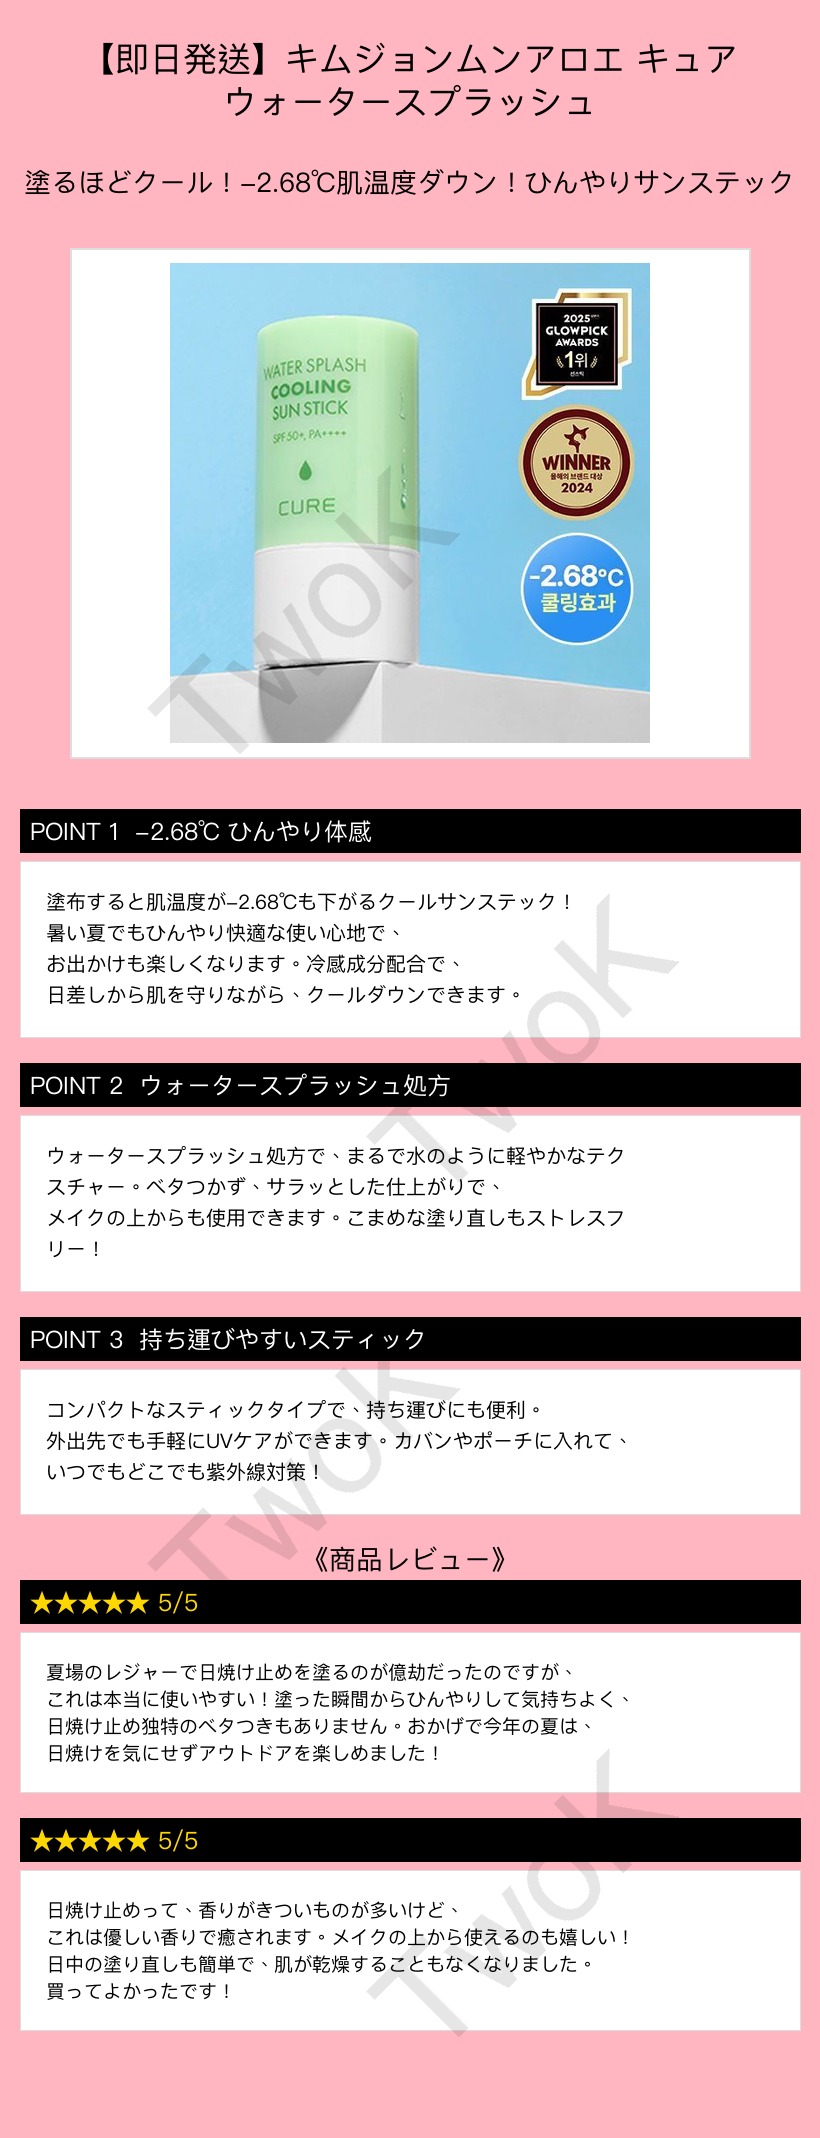 【即日発送】キムジョンムンアロエ キュア
ウォータースプラッシュ
塗るほどクール！−2.68℃肌温度ダウン！ひんやりサンステック
WATER SPLASH
COOLING
SUN STICK
SPF 50+, PA++++
CURE
2025
GLOWPICK
AWARDS
1위
선스틱
WINNER
올해의 브랜드 대상
2024
-2.68°C
쿨링효과
POINT 1 −2.68℃ ひんやり体感
塗布すると肌温度が−2.68℃も下がるクールサンステック！
暑い夏でもひんやり快適な使い心地で、
お出かけも楽しくなります。冷感成分配合で、
日差しから肌を守りながら、クールダウンできます。
POINT 2 ウォータースプラッシュ処方
ウォータースプラッシュ処方で、まるで水のように軽やかなテク
スチャー。ベタつかず、サラッとした仕上がりで、
メイクの上からも使用できます。こまめな塗り直しもストレスフ
リー！
POINT 3 持ち運びやすいスティック
コンパクトなスティックタイプで、持ち運びにも便利。
外出先でも手軽にUVケアができます。カバンやポーチに入れて、
いつでもどこでも紫外線対策！
《商品レビュー》
★★★★★ 5/5
夏場のレジャーで日焼け止めを塗るのが億劫だったのですが、
これは本当に使いやすい！塗った瞬間からひんやりして気持ちよく、
日焼け止め独特のベタつきもありません。おかげで今年の夏は、
日焼けを気にせずアウトドアを楽しめました！
★★★★★ 5/5
日焼け止めって、香りがきついものが多いけど、
これは優しい香りで癒されます。メイクの上から使えるのも嬉しい！
日中の塗り直しも簡単で、肌が乾燥することもなくなりました。
買ってよかったです！
TwoK
TwoK
TwoK
TwoK